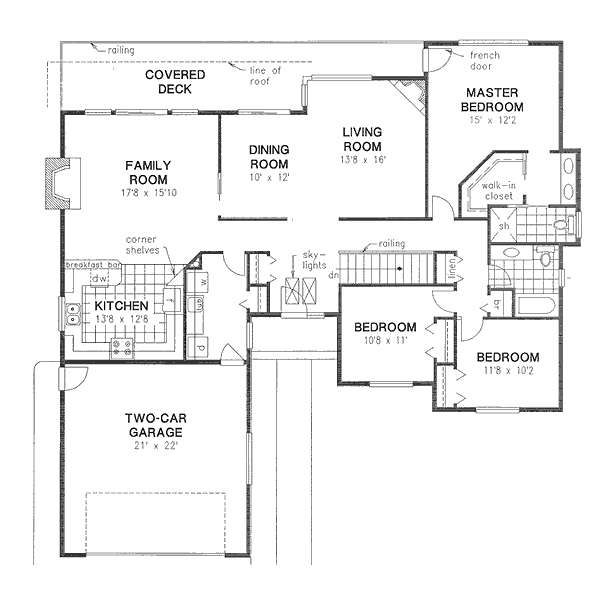 railing
line of
roof
COVERED
DECK
french
door
MASTER
BEDROOM
15' x 12'2
LIVING
ROOM
13'8 x 16'
DINING
ROOM
10' x 12'
FAMILY
ROOM
17'8 x 15'10
walk-in
closet
sh
corner
shelves
railing
sky-
lights
dn
linen
breakfast bar
dw
f
w
tub
d
KITCHEN
13'8 x 12'8
br
BEDROOM
10'8 x 11'
BEDROOM
11'8 x 10'2
TWO-CAR
GARAGE
21' x 22'